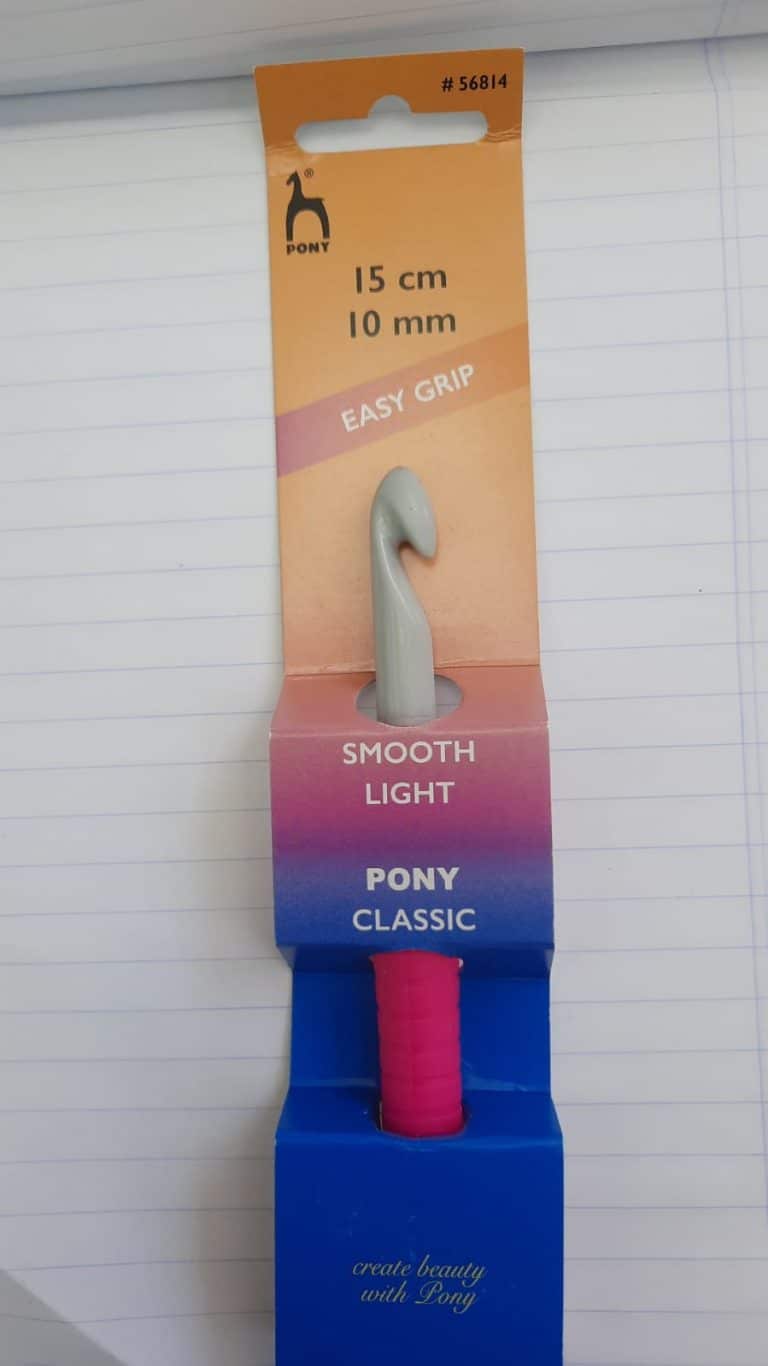 # 56814
®
PONY
15 cm
10 mm
EASY GRIP
SMOOTH
LIGHT
PONY
CLASSIC
create beauty
with Pony